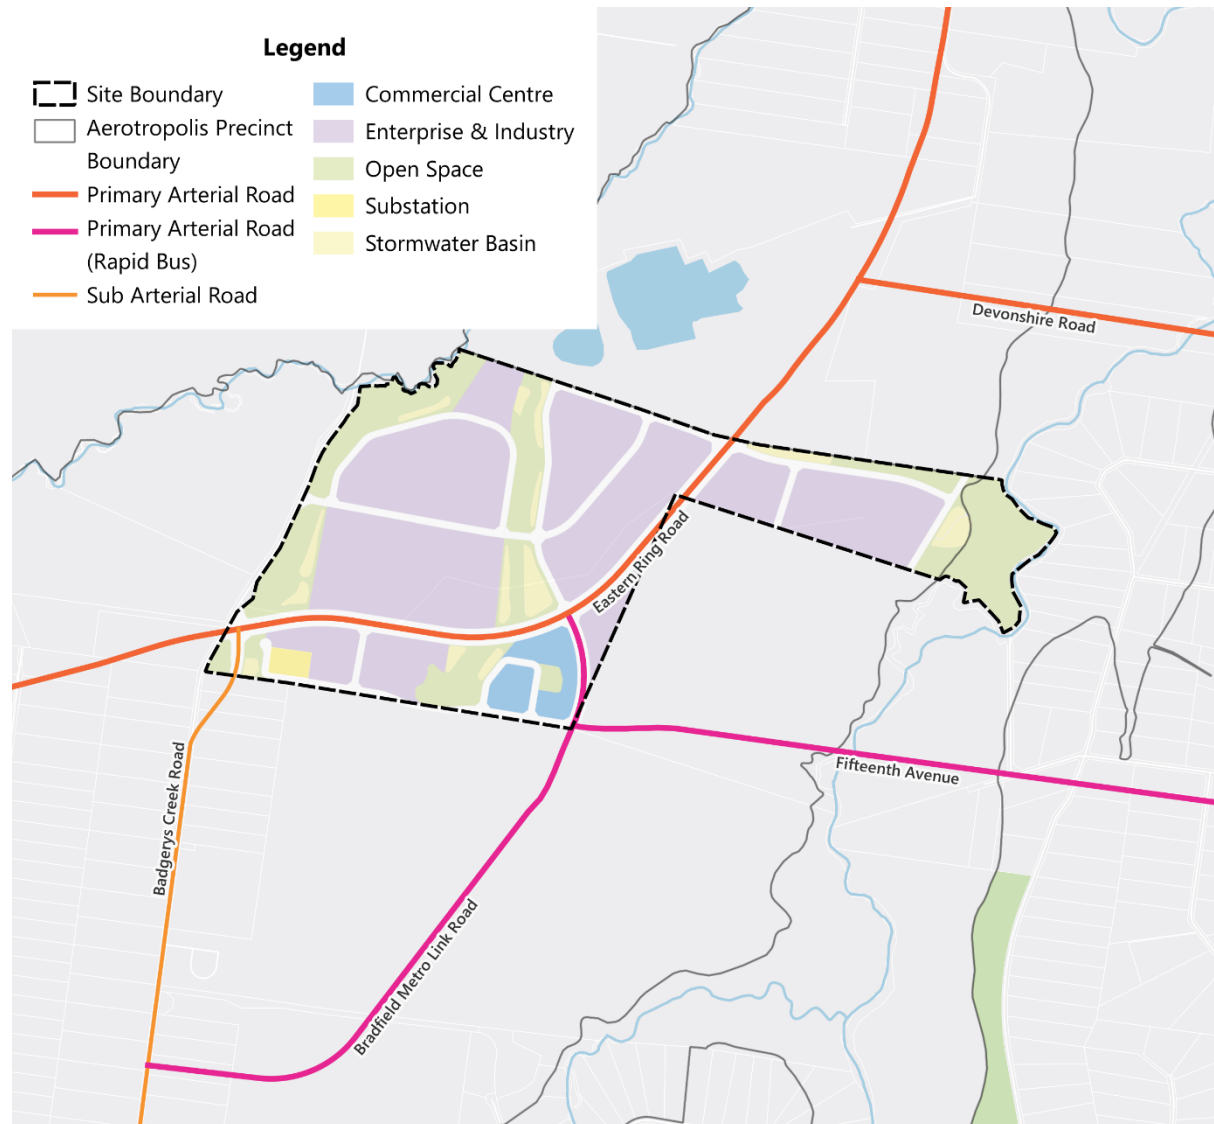 Legend
Site Boundary
Aerotropolis Precinct
Boundary
Primary Arterial Road
Primary Arterial Road
(Rapid Bus)
Sub Arterial Road
Commercial Centre
Enterprise & Industry
Open Space
Substation
Stormwater Basin
Devonshire Road
Eastern Ring Road
Fifteenth Avenue
Badgerys Creek Road
Bradfield Metro Link Road